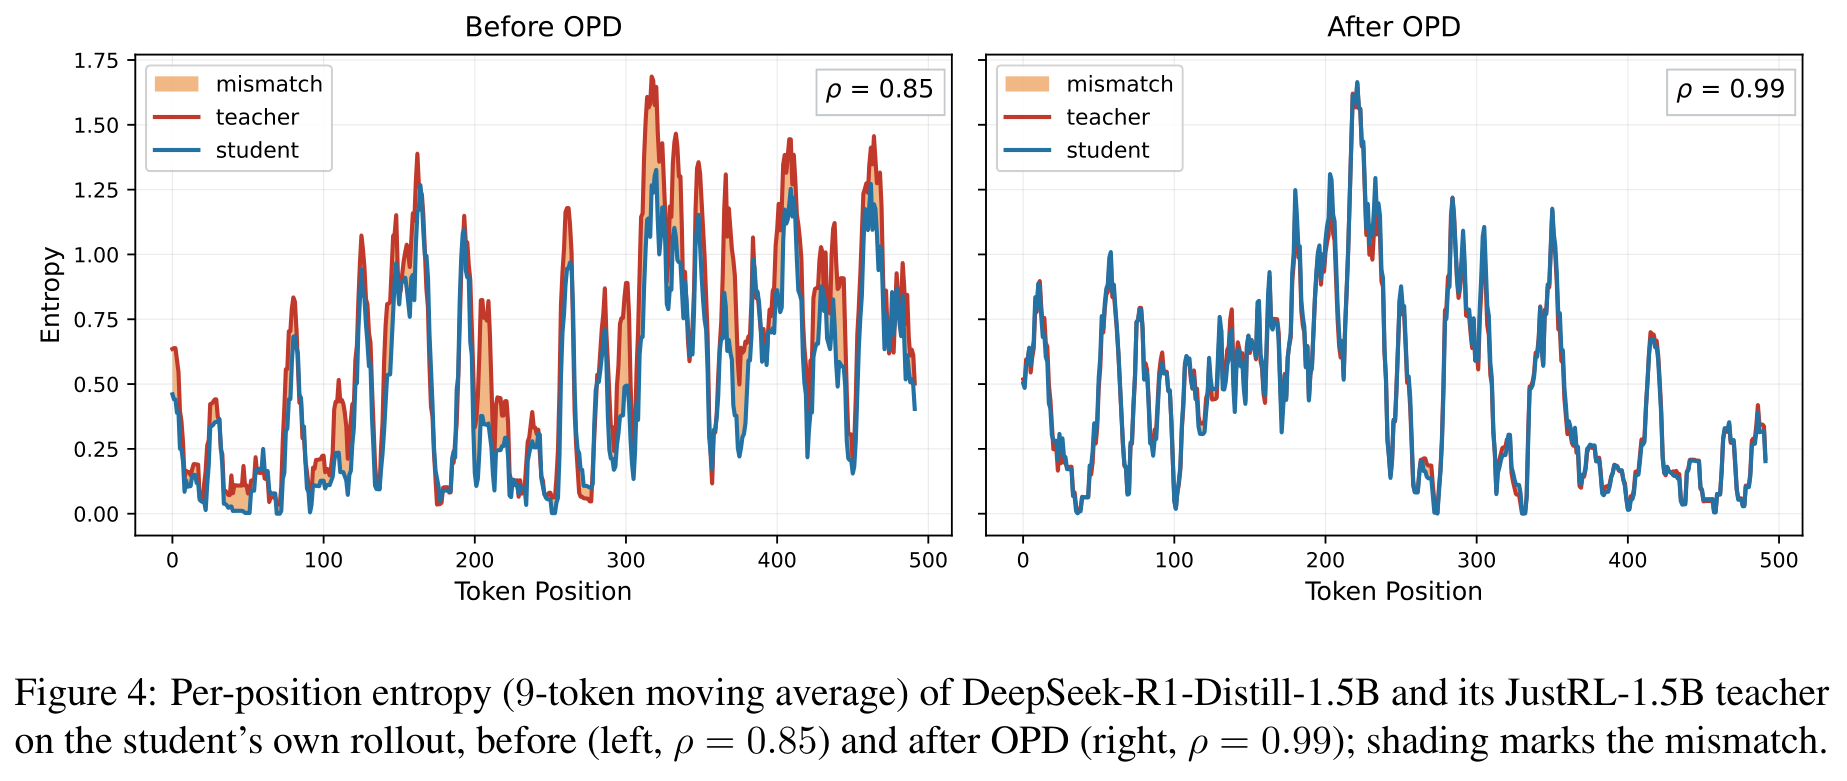 Before OPD
1.75
1.50
1.25
1.00
0.75
0.50
0.25
0.00
Entropy
mismatch
teacher
student
ρ = 0.85
0 100 200 300 400 500
Token Position
After OPD
mismatch
teacher
student
ρ = 0.99
0 100 200 300 400 500
Token Position
Figure 4: Per-position entropy (9-token moving average) of DeepSeek-R1-Distill-1.5B and its JustRL-1.5B teacher
on the student’s own rollout, before (left, ρ = 0.85) and after OPD (right, ρ = 0.99); shading marks the mismatch.